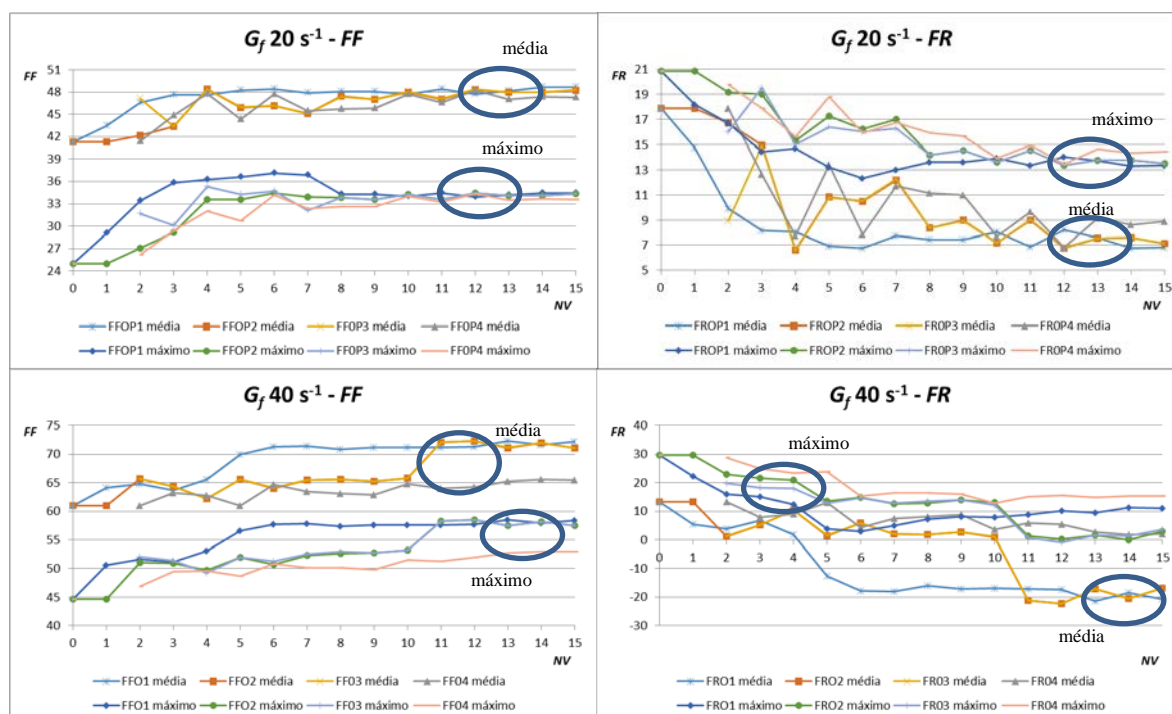 G_f 20 s⁻¹ - FF
FF
média
51
48
45
42
39
36
33
30
27
24
máximo
0 1 2 3 4 5 6 7 8 9 10 11 12 13 14 15
NV
FFOP1 média FFOP2 média FF0P3 média FF0P4 média
FFOP1 máximo FFOP2 máximo FF0P3 máximo FF0P4 máximo
G_f 20 s⁻¹ - FR
FR
21
19
17
15
13
11
9
7
5
máximo
média
0 1 2 3 4 5 6 7 8 9 10 11 12 13 14 15
NV
FROP1 média FROP2 média FR0P3 média FR0P4 média
FROP1 máximo FROP2 máximo FR0P3 máximo FR0P4 máximo
G_f 40 s⁻¹ - FF
FF
75
70
65
60
55
50
45
40
média
máximo
0 1 2 3 4 5 6 7 8 9 10 11 12 13 14 15
NV
FFO1 média FFO2 média FF03 média FF04 média
FFO1 máximo FFO2 máximo FF03 máximo FF04 máximo
G_f 40 s⁻¹ - FR
FR
40
30
20
10
0
-10
-20
-30
máximo
média
0 1 2 3 4 5 6 7 8 9 10 11 12 13 14 15
NV
FRO1 média FRO2 média FR03 média FR04 média
FRO1 máximo FRO2 máximo FR03 máximo FR04 máximo